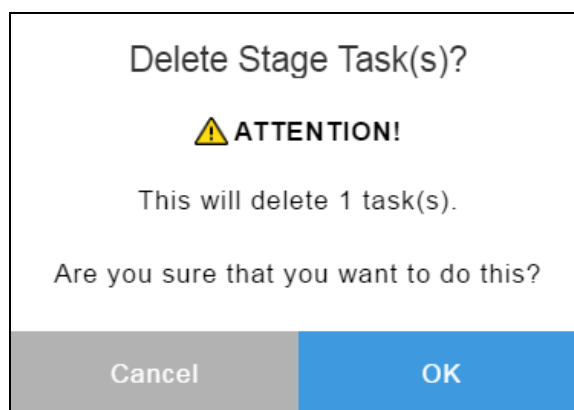 Delete Stage Task(s)?
ATTENTION!
This will delete 1 task(s).
Are you sure that you want to do this?
Cancel
OK